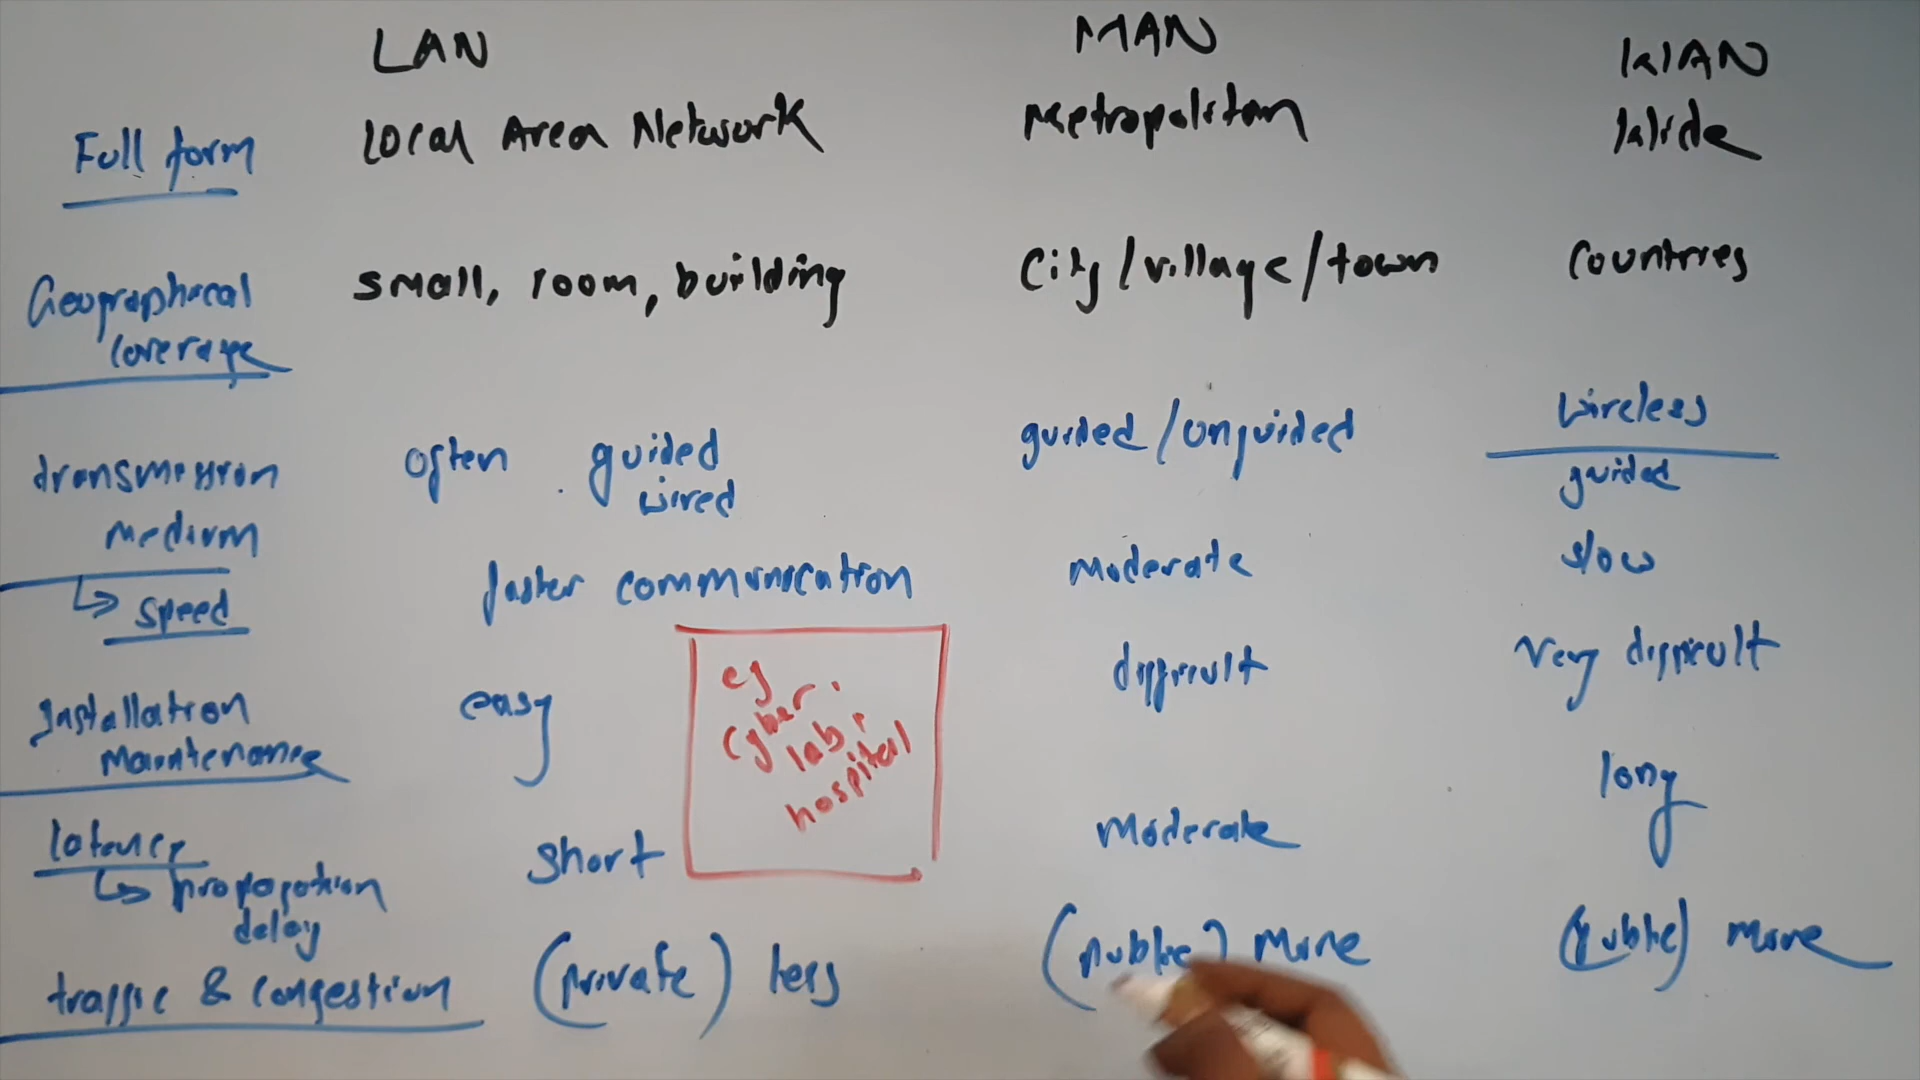 LAN MAN WAN
Full form Local Area Network Metropolitan Wide
Geographical small, room, building City/village/town Countries
coverage
transmission often guided guided/unguided wireless
medium wired guided
↳ speed faster communication moderate slow
Installation easy difficult very difficult
Maintenance
eg
Cyber.
lab,
hospital
latency short moderate long
↳ propogation
delay
traffic & congestion (private) less (public) more (public) more